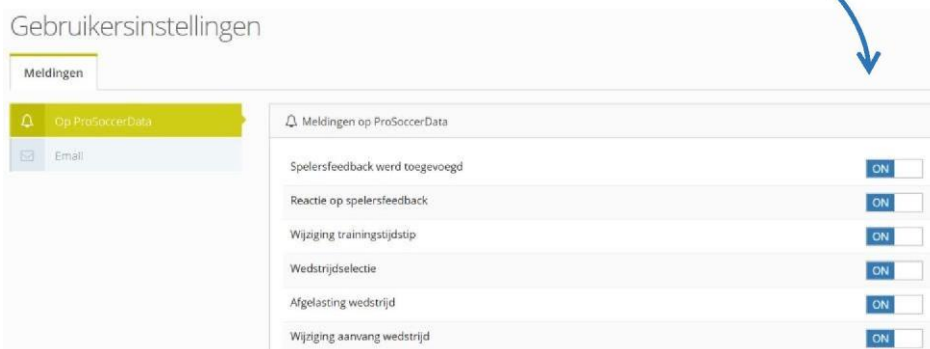 Gebruikersinstellingen
Meldingen
Op ProSoccerData
Email
Meldingen op ProSoccerData
Spelersfeedback werd toegevoegd ON
Reactie op spelersfeedback ON
Wijziging trainingstijdstip ON
Wedstrijdselectie ON
Afgelasting wedstrijd ON
Wijziging aanvang wedstrijd ON